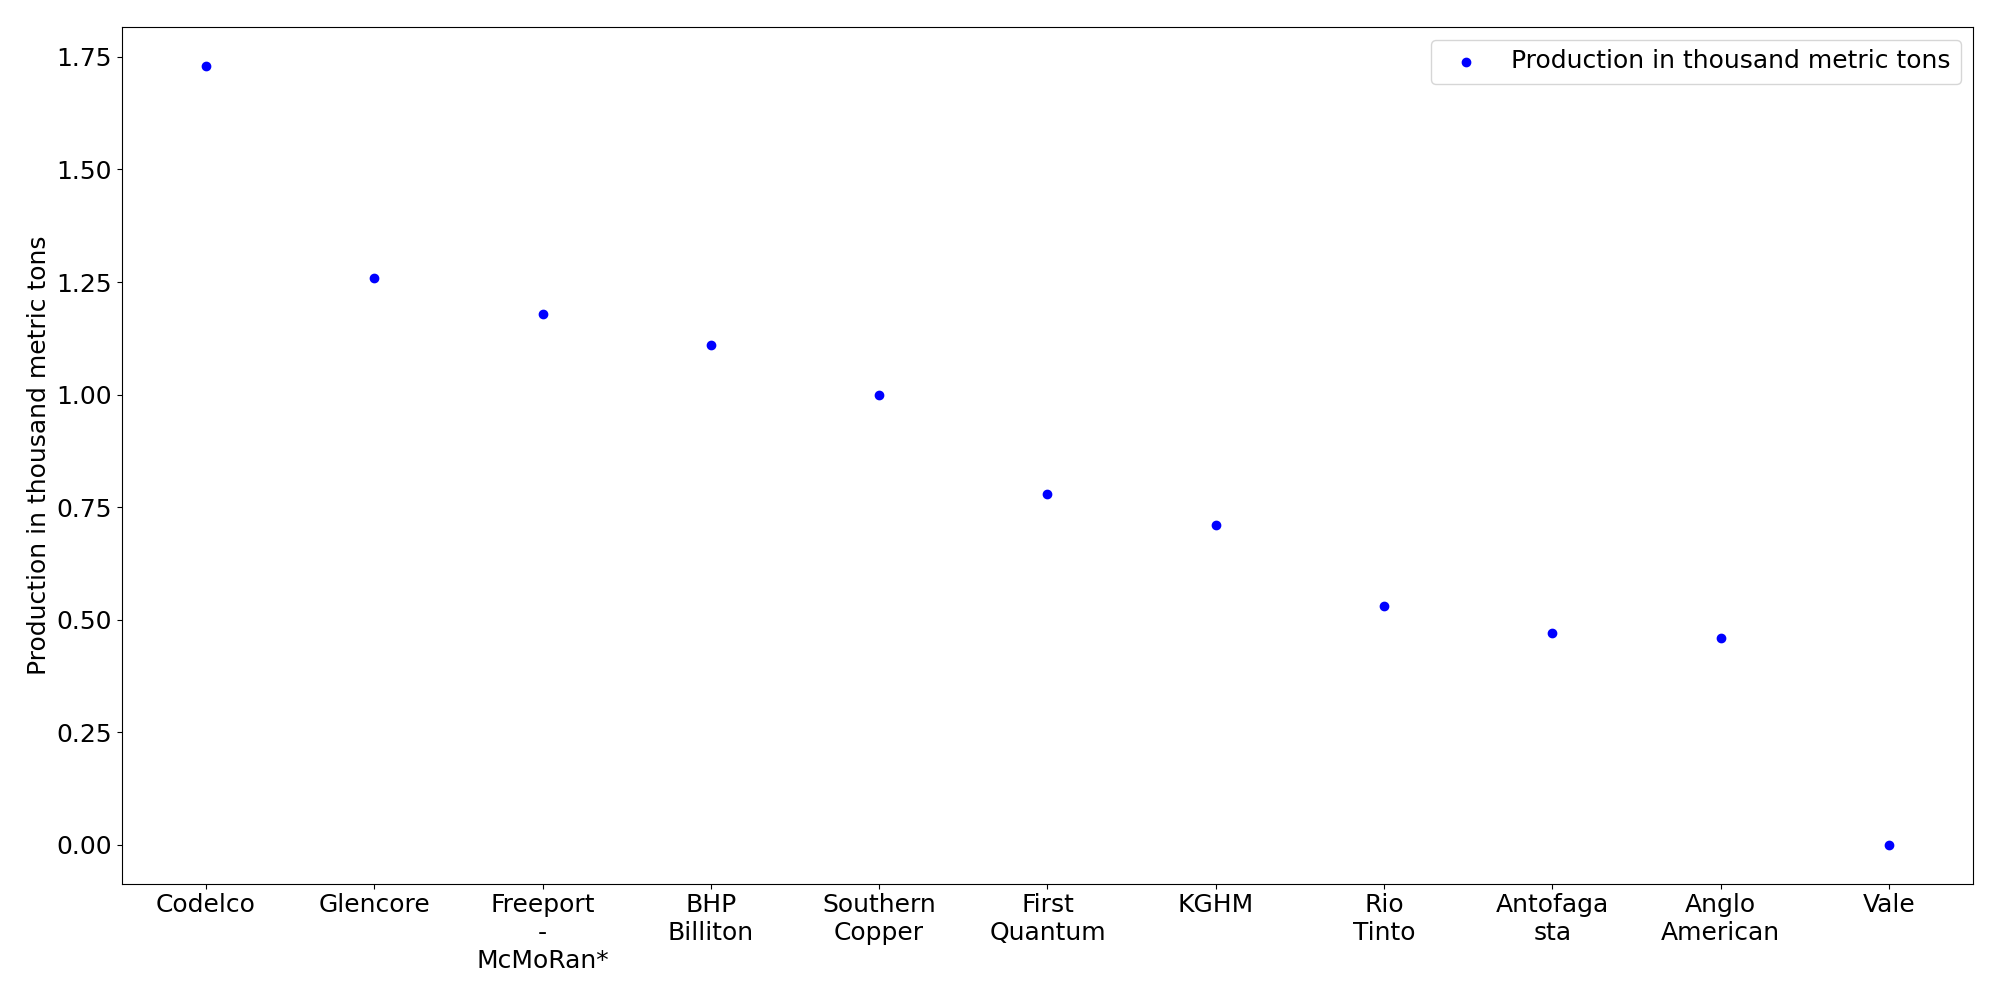 Production in thousand metric tons
Production in thousand metric tons
1.75
1.50
1.25
1.00
0.75
0.50
0.25
0.00
Codelco
Glencore
Freeport
-
McMoRan*
BHP
Billiton
Southern
Copper
First
Quantum
KGHM
Rio
Tinto
Antofaga
sta
Anglo
American
Vale